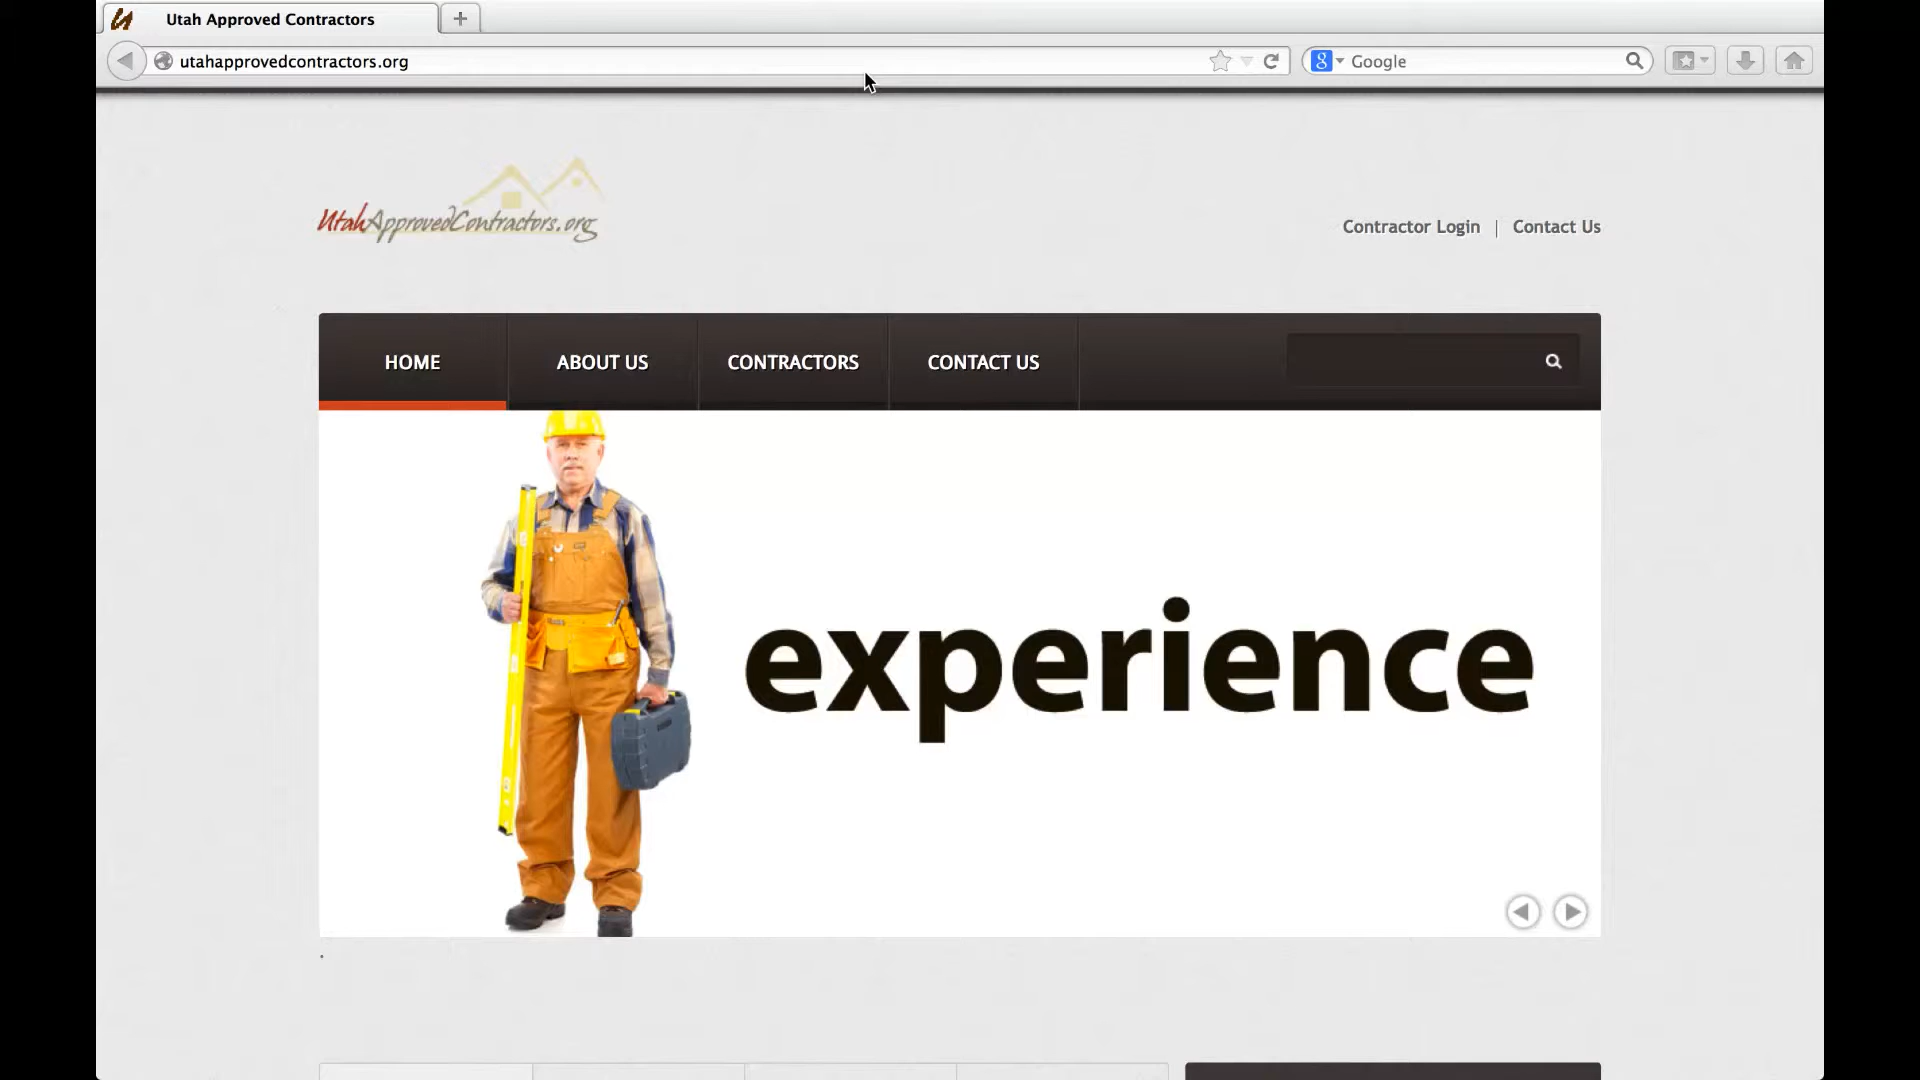 Utah Approved Contractors
utahapprovedcontractors.org
Google
UtahApprovedContractors.org
Contractor Login | Contact Us
HOME ABOUT US CONTRACTORS CONTACT US
experience